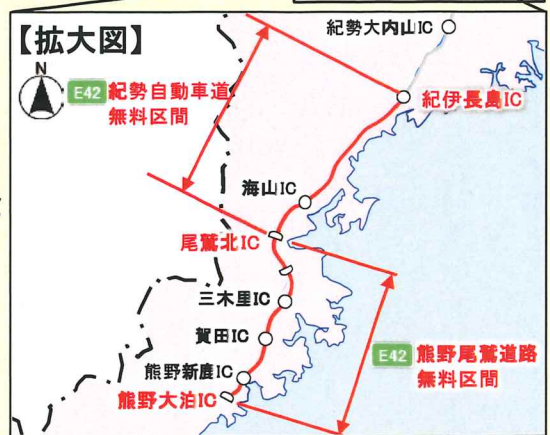 【拡大図】
N
紀勢大内山IC
E42 紀勢自動車道
無料区間
紀伊長島IC
海山IC
尾鷲北IC
三木里IC
賀田IC
E42 熊野尾鷲道路
無料区間
熊野新鹿IC
熊野大泊IC